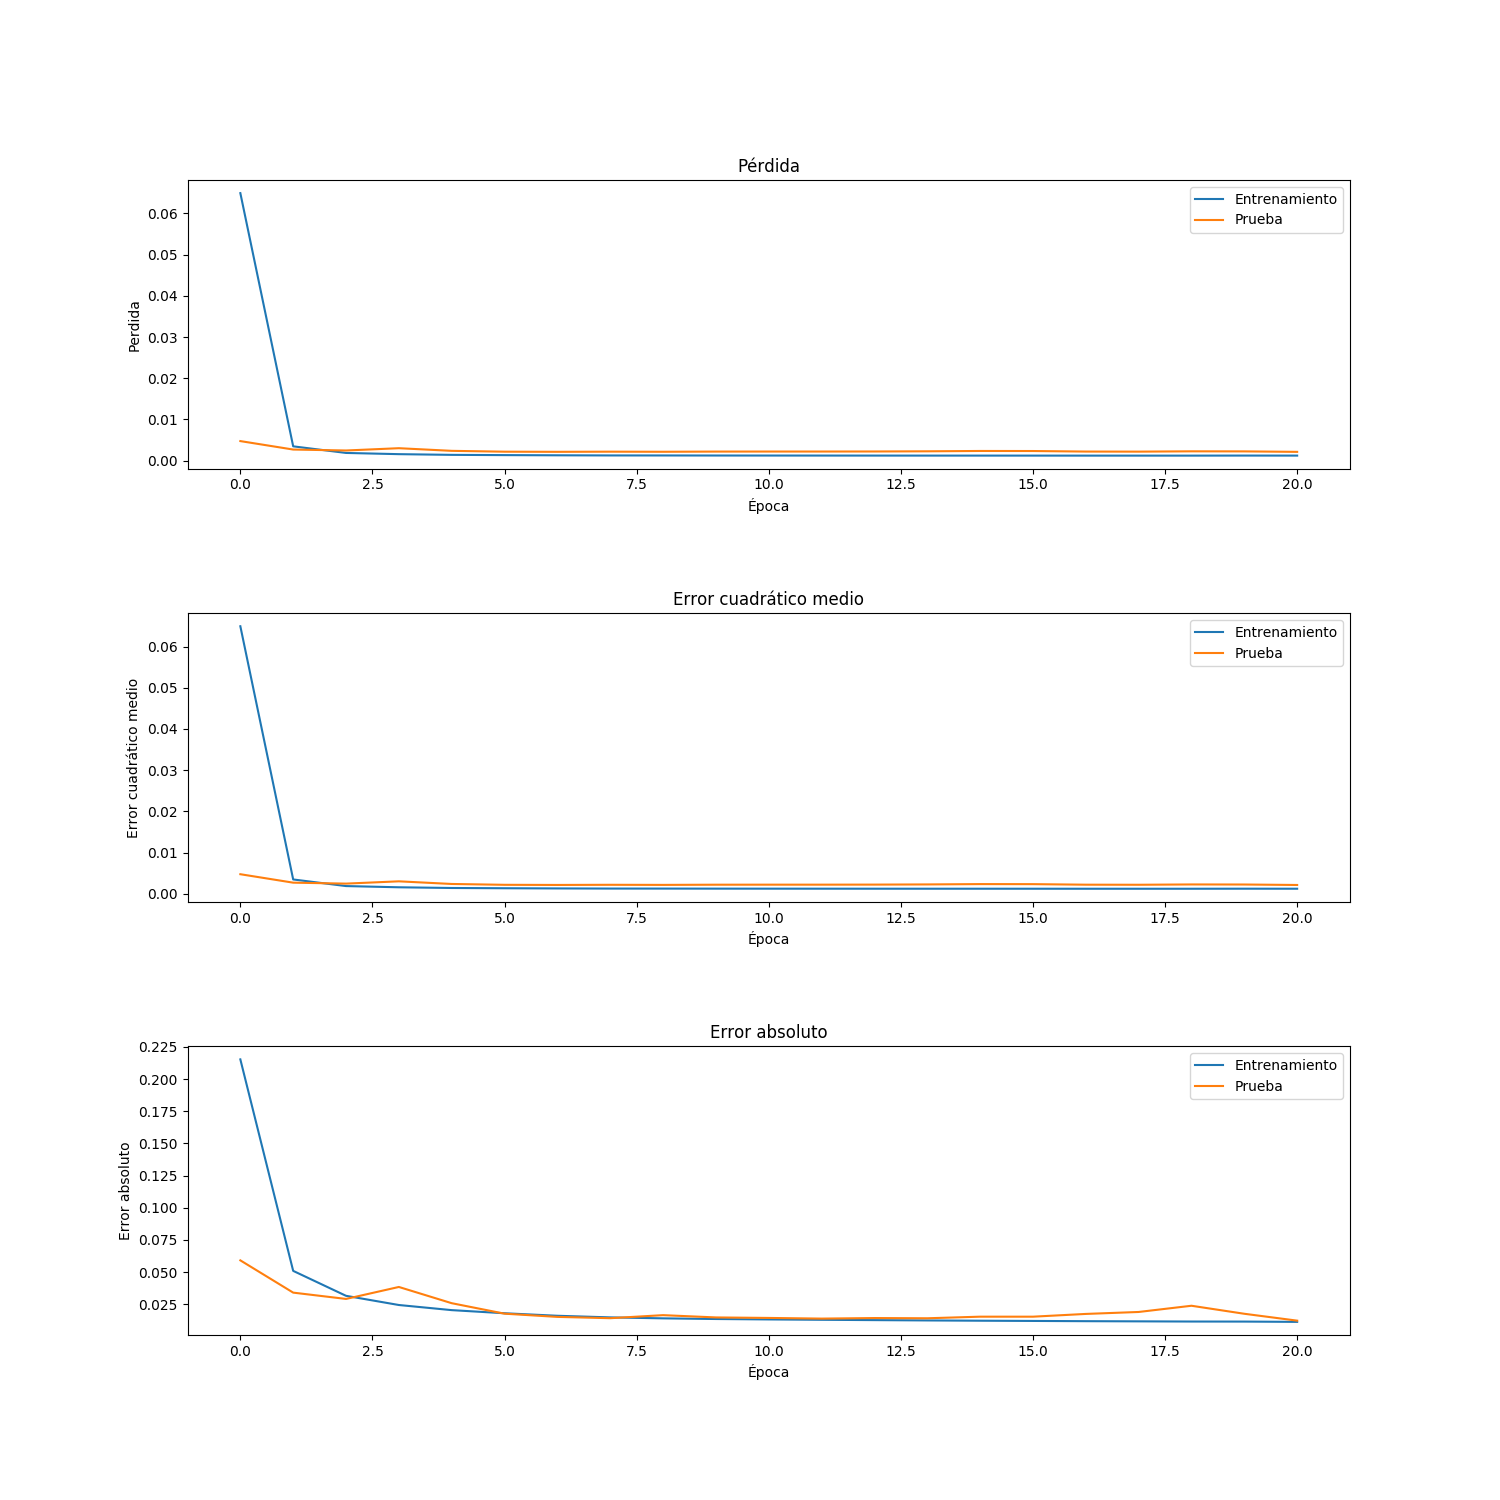 Pérdida
Entrenamiento
Prueba
0.06
0.05
0.04
0.03
0.02
0.01
0.00
Perdida
0.0 2.5 5.0 7.5 10.0 12.5 15.0 17.5 20.0
Época
Error cuadrático medio
Entrenamiento
Prueba
0.06
0.05
0.04
0.03
0.02
0.01
0.00
Error cuadrático medio
0.0 2.5 5.0 7.5 10.0 12.5 15.0 17.5 20.0
Época
Error absoluto
Entrenamiento
Prueba
0.225
0.200
0.175
0.150
0.125
0.100
0.075
0.050
0.025
Error absoluto
0.0 2.5 5.0 7.5 10.0 12.5 15.0 17.5 20.0
Época